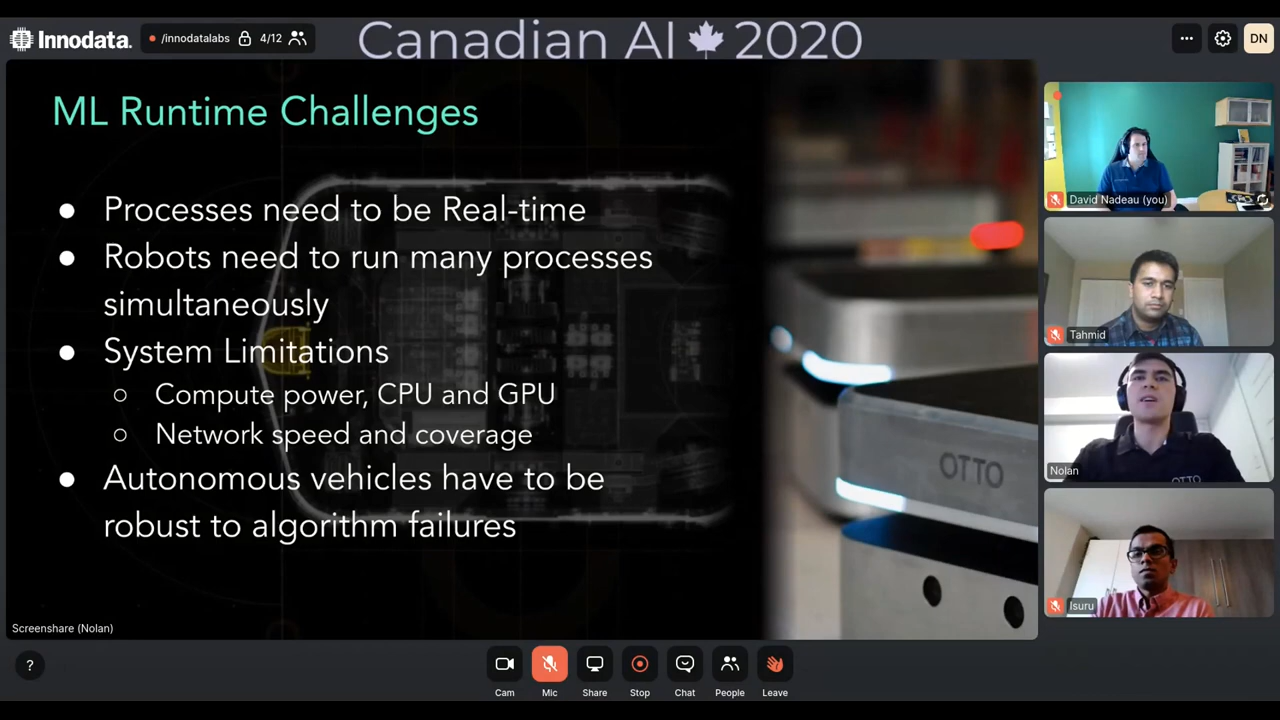 Innodata.
/innodatalabs
4/12
Canadian AI 2020
DN
ML Runtime Challenges
● Processes need to be Real-time
● Robots need to run many processes
simultaneously
● System Limitations
○ Compute power, CPU and GPU
○ Network speed and coverage
● Autonomous vehicles have to be
robust to algorithm failures
OTTO
Screenshare (Nolan)
David Nadeau (you)
Tahmid
Nolan
OTTO
Isuru
?
Cam
Mic
Share
Stop
Chat
People
Leave